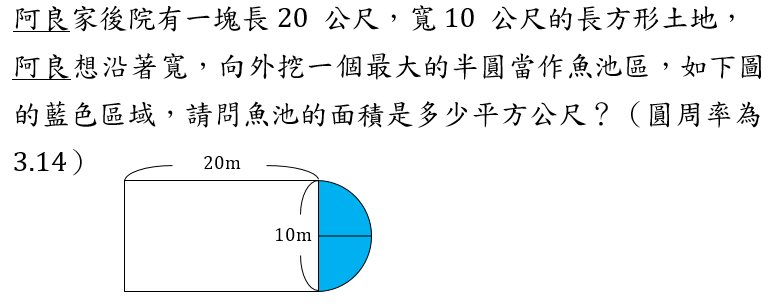 阿良家後院有一塊長 20 公尺，寬 10 公尺的長方形土地，
阿良想沿著寬，向外挖一個最大的半圓當作魚池區，如下圖
的藍色區域，請問魚池的面積是多少平方公尺？（圓周率為
3.14）
20m
10m